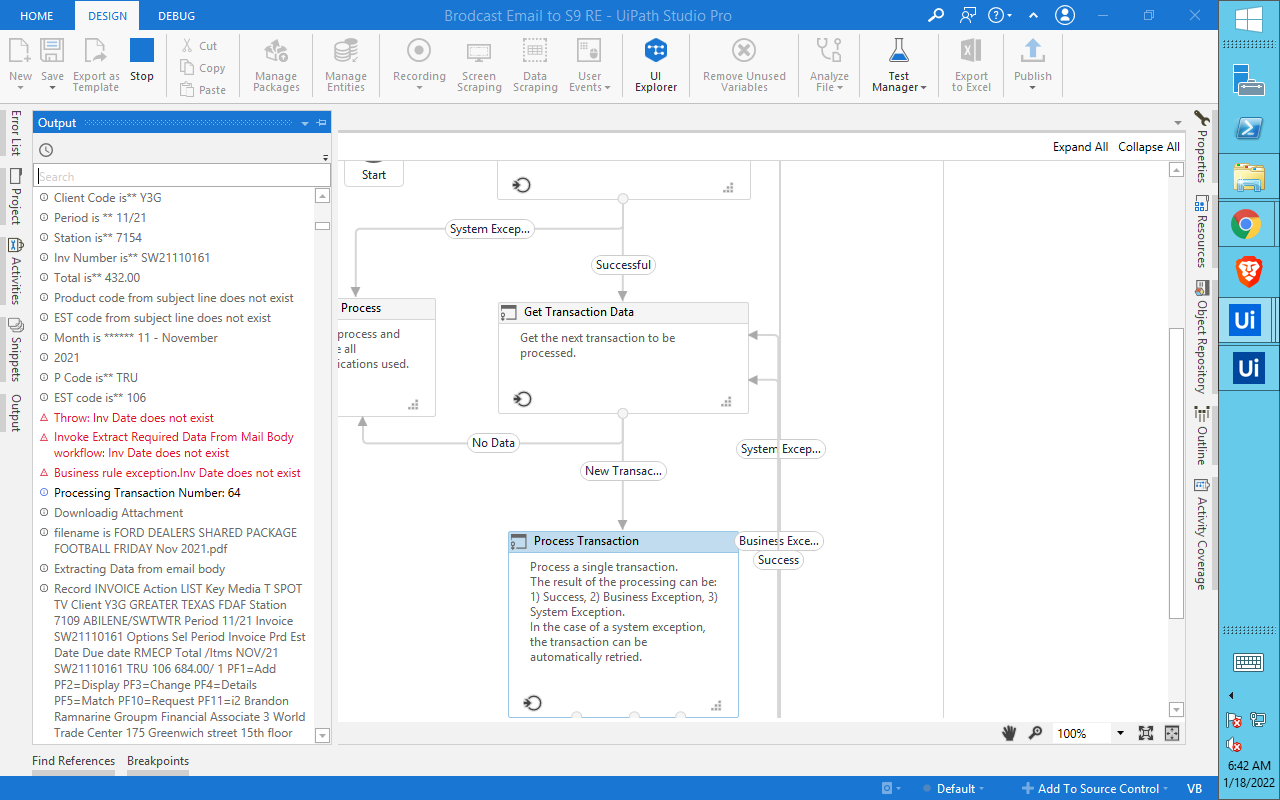 HOME
DESIGN
DEBUG
Brodcast Email to S9 RE - UiPath Studio Pro
New
Save
Export as
Template
Stop
Cut
Copy
Paste
Manage
Packages
Manage
Entities
Recording
Screen
Scraping
Data
Scraping
User
Events
UI
Explorer
Remove Unused
Variables
Analyze
File
Test
Manager
Export
to Excel
Publish
Error List
Project
Activities
Snippets
Output
Output
Search
Client Code is** Y3G
Period is ** 11/21
Station is** 7154
Inv Number is** SW21110161
Total is** 432.00
Product code from subject line does not exist
EST code from subject line does not exist
Month is ****** 11 - November
2021
P Code is** TRU
EST code is** 106
Throw: Inv Date does not exist
Invoke Extract Required Data From Mail Body
workflow: Inv Date does not exist
Business rule exception.Inv Date does not exist
Processing Transaction Number: 64
Downloadig Attachment
filename is FORD DEALERS SHARED PACKAGE
FOOTBALL FRIDAY Nov 2021.pdf
Extracting Data from email body
Record INVOICE Action LIST Key Media T SPOT
TV Client Y3G GREATER TEXAS FDAF Station
7109 ABILENE/SWTWTR Period 11/21 Invoice
SW21110161 Options Sel Period Invoice Prd Est
Date Due date RMECP Total /Itms NOV/21
SW21110161 TRU 106 684.00/ 1 PF1=Add
PF2=Display PF3=Change PF4=Details
PF5=Match PF10=Request PF11=i2 Brandon
Ramnarine Groupm Financial Associate 3 World
Trade Center 175 Greenwich street 15th floor
Find References
Breakpoints
Expand All
Collapse All
Start
System Excep...
Successful
Process
process and
e all
ications used.
Get Transaction Data
Get the next transaction to be
processed.
No Data
New Transac...
System Excep...
Process Transaction
Process a single transaction.
The result of the processing can be:
1) Success, 2) Business Exception, 3)
System Exception.
In the case of a system exception,
the transaction can be
automatically retried.
Business Exce...
Success
100%
Properties
Resources
Object Repository
Outline
Activity Coverage
Default
Add To Source Control
VB
Ui
Ui
6:42 AM
1/18/2022